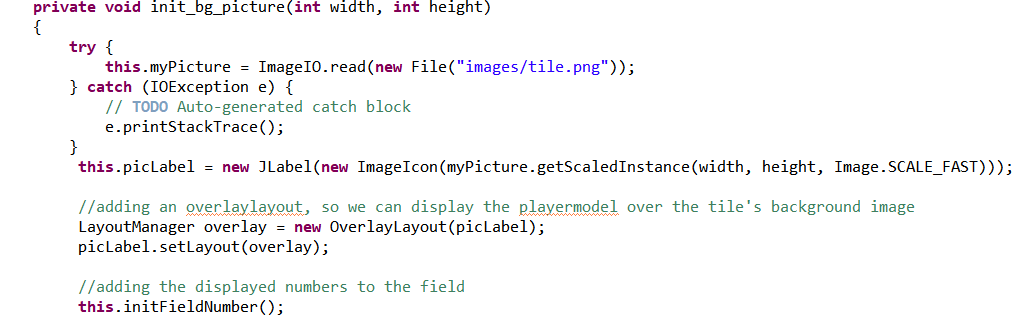 private void init_bg_picture(int width, int height)
{
    try {
        this.myPicture = ImageIO.read(new File("images/tile.png"));
    } catch (IOException e) {
        // TODO Auto-generated catch block
        e.printStackTrace();
    }
     this.picLabel = new JLabel(new ImageIcon(myPicture.getScaledInstance(width, height, Image.SCALE_FAST)));

     //adding an overlaylayout, so we can display the playermodel over the tile's background image
     LayoutManager overlay = new OverlayLayout(picLabel);
     picLabel.setLayout(overlay);

     //adding the displayed numbers to the field
     this.initFieldNumber();